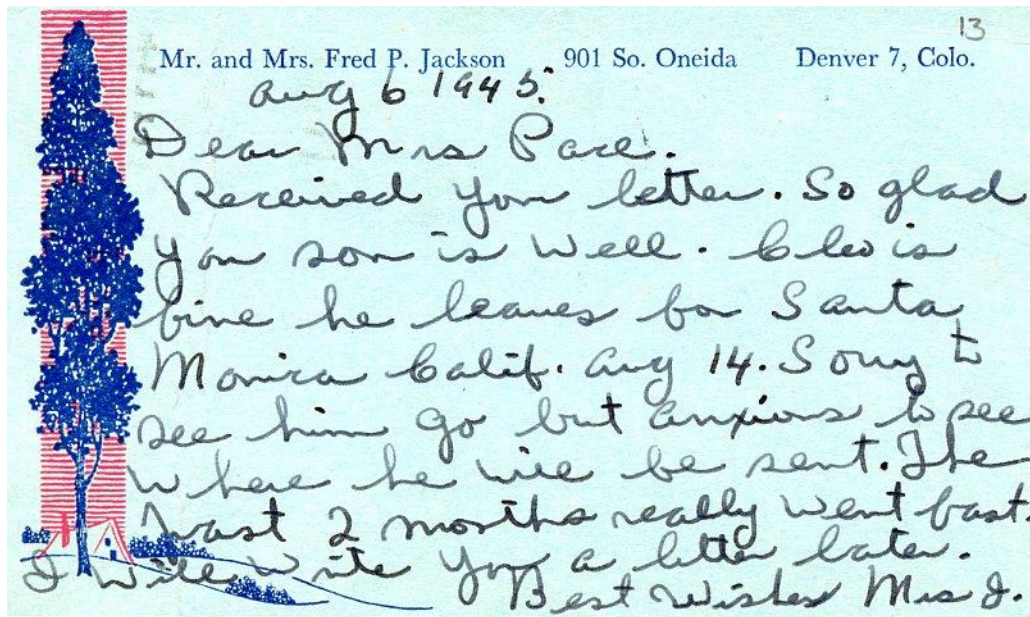 13
Mr. and Mrs. Fred P. Jackson 901 So. Oneida Denver 7, Colo.
Aug 6 1945.
Dear Mrs Pace.
Received your letter. So glad
you son is well. Cleo is
fine he leaves for Santa
Monica Calif. Aug 14. Sorry to
see him go but anxious to see
where he will be sent. The
last 2 months really went fast.
I will write you a letter later.
Best Wishes Mrs J.